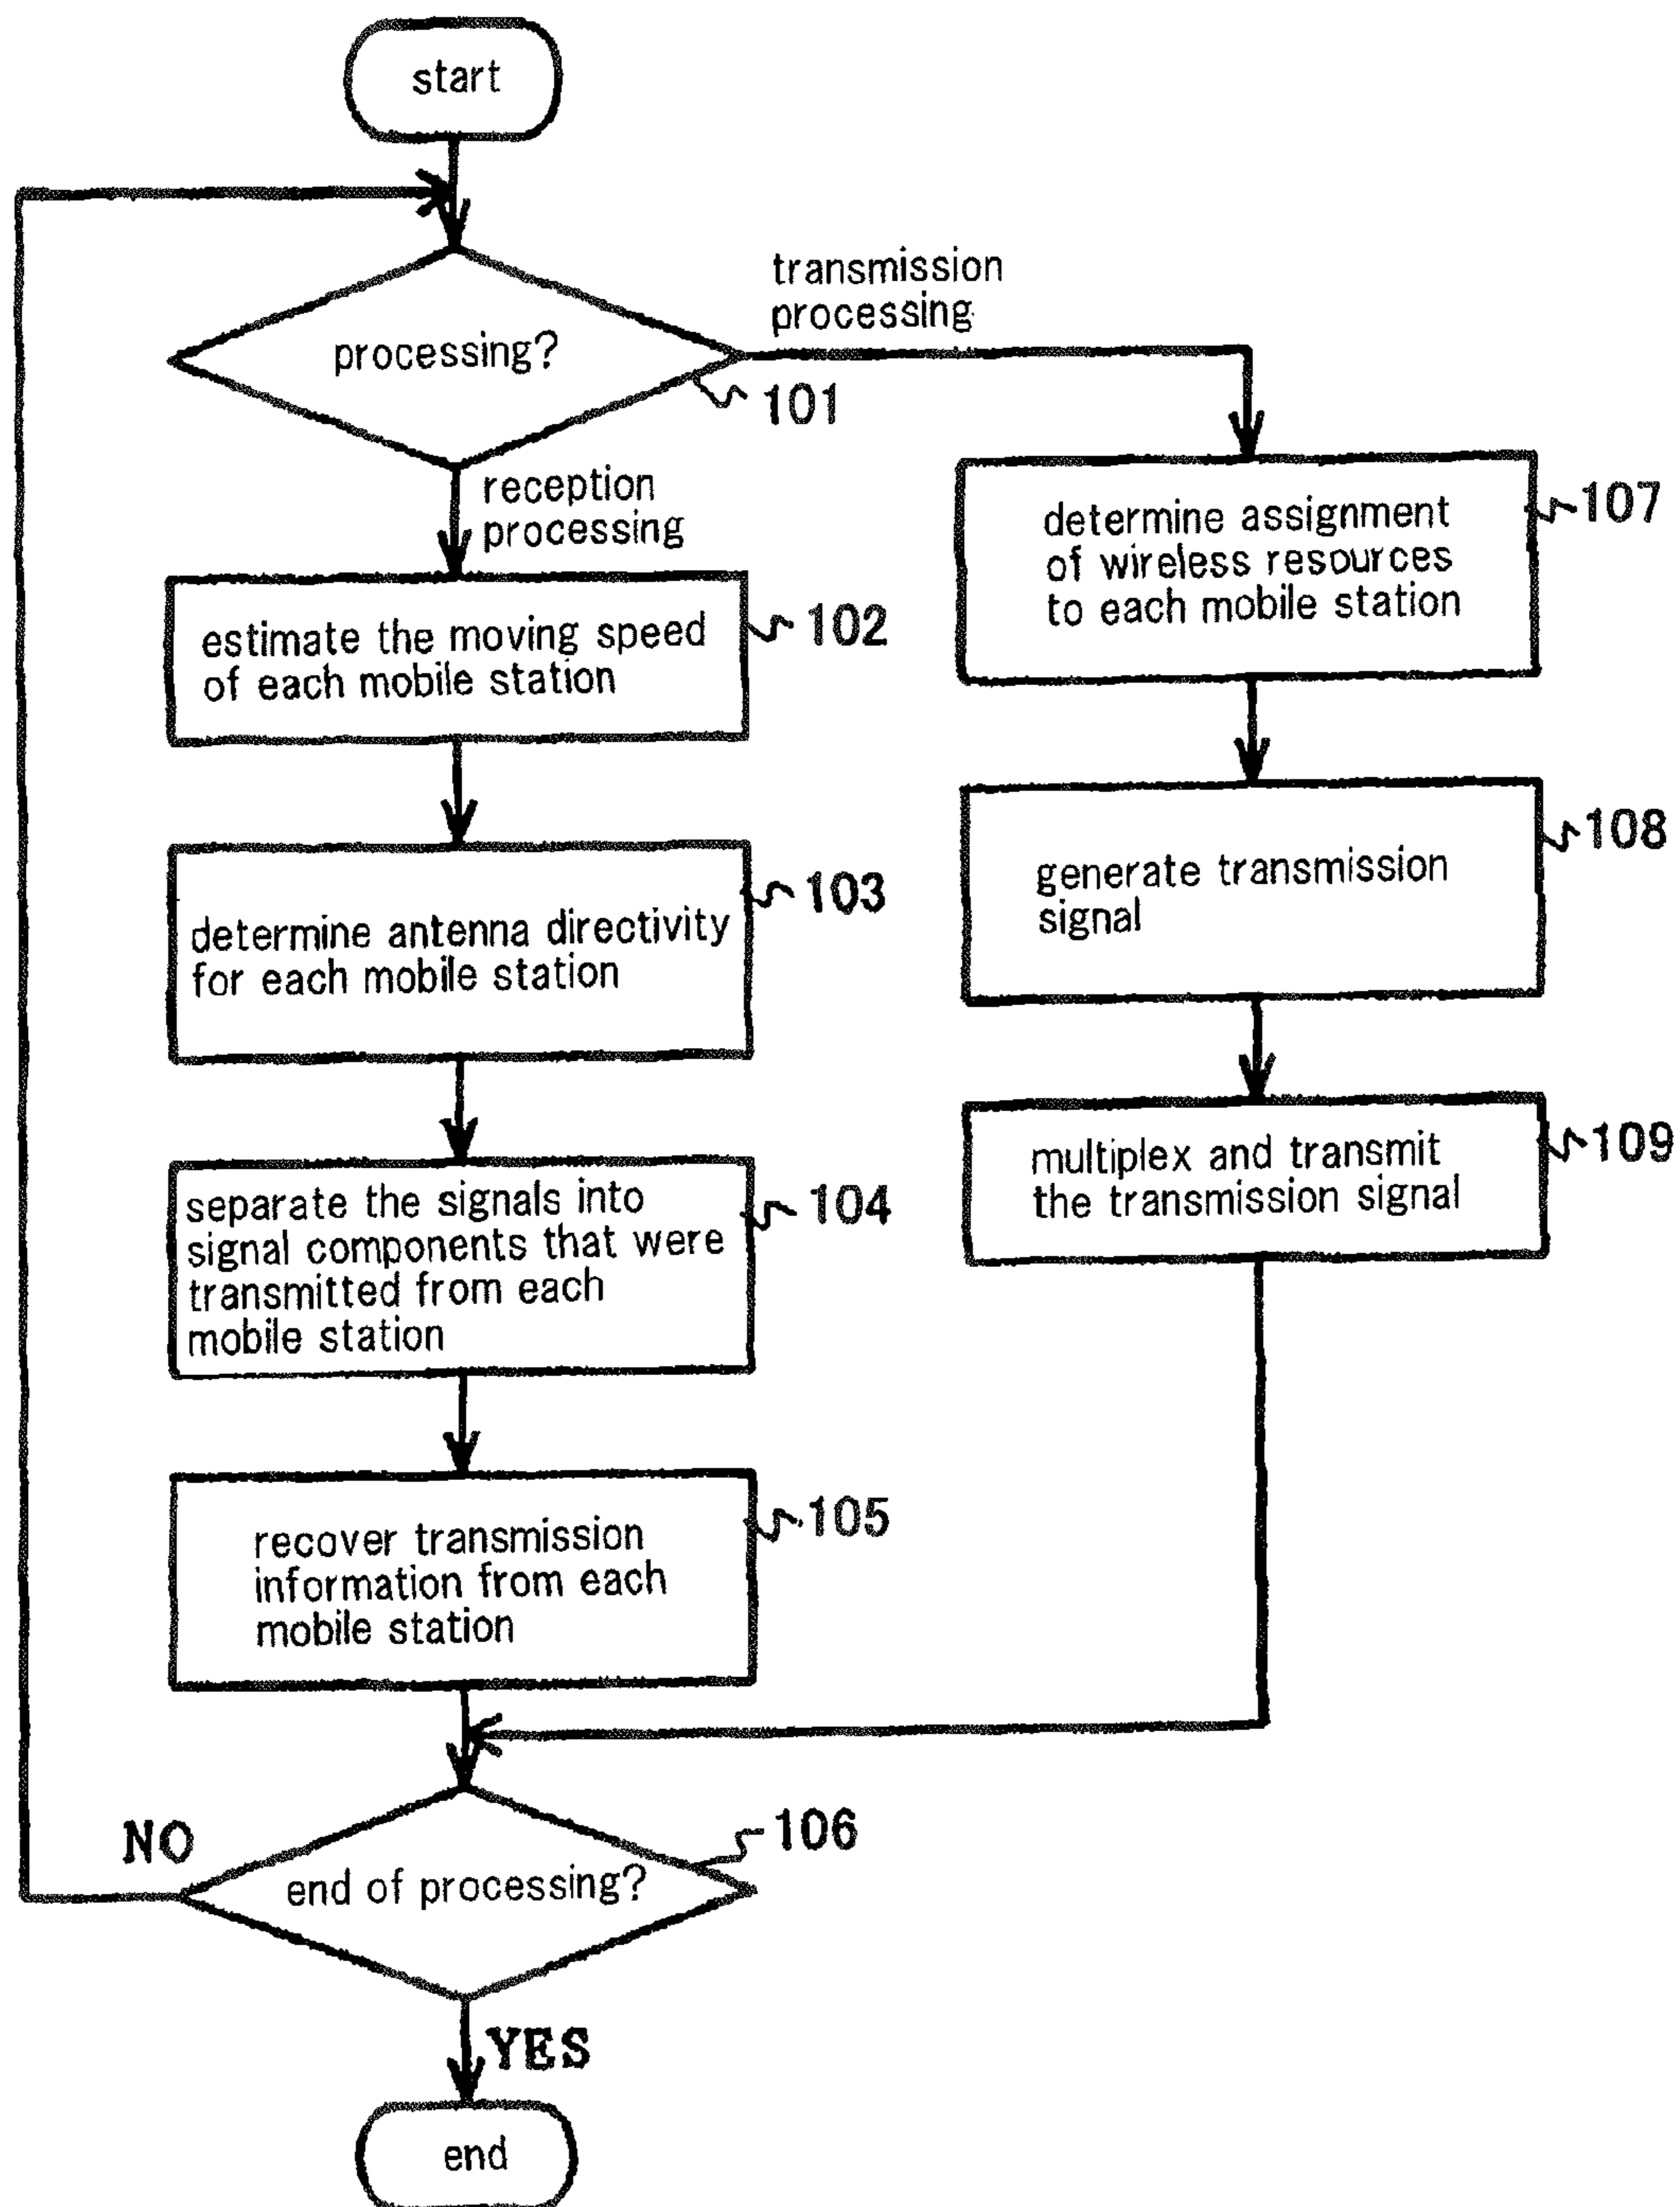 start
processing?
101
transmission
processing
reception
processing
estimate the moving speed
of each mobile station
102
determine antenna directivity
for each mobile station
103
separate the signals into
signal components that were
transmitted from each
mobile station
104
recover transmission
information from each
mobile station
105
determine assignment
of wireless resources
to each mobile station
107
generate transmission
signal
108
multiplex and transmit
the transmission signal
109
end of processing?
106
NO
YES
end